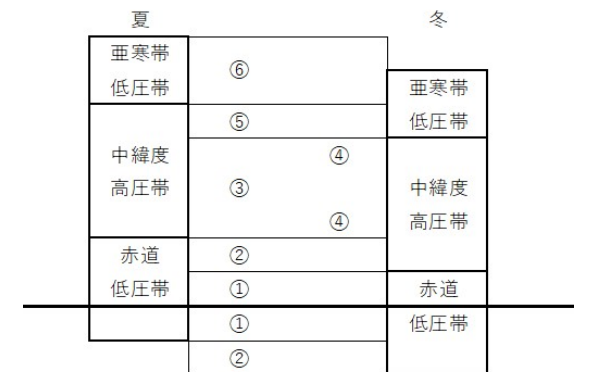 夏
冬
亜寒帯
低圧帯
⑥
亜寒帯
低圧帯
⑤
中緯度
高圧帯
④
③
④
中緯度
高圧帯
赤道
低圧帯
②
①
赤道
低圧帯
①
②